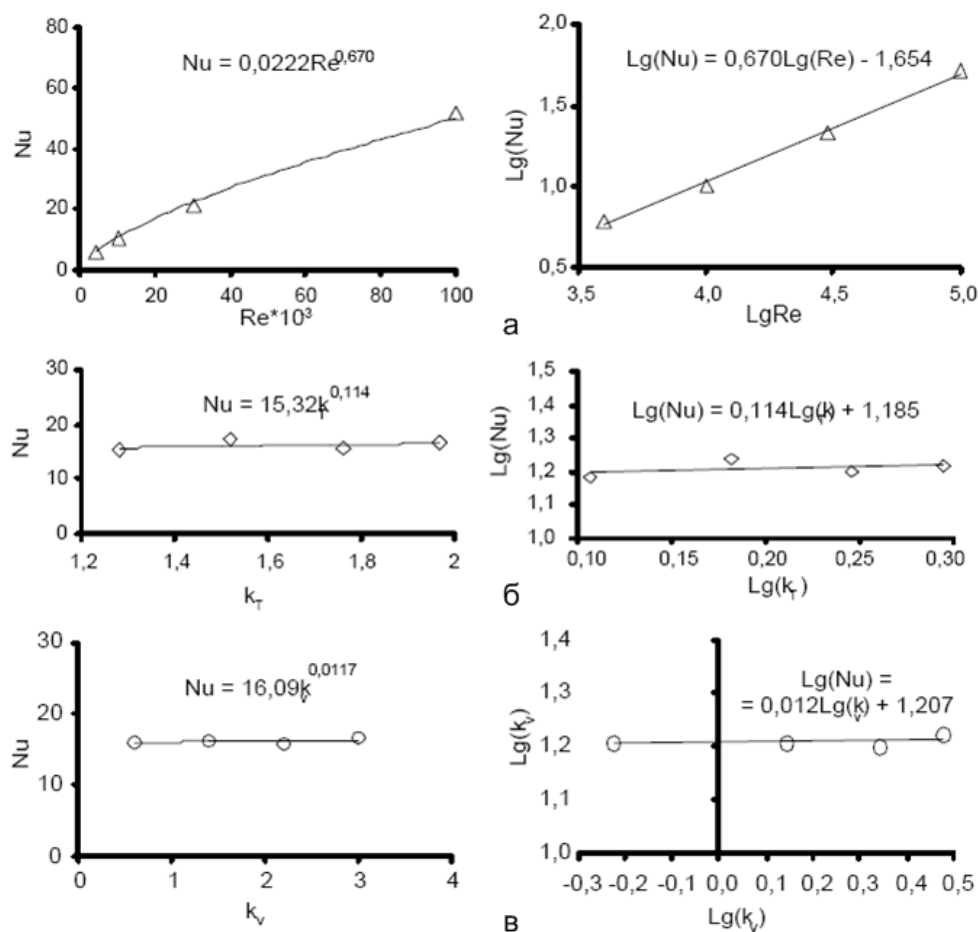 80
60
40
20
0
Nu
Nu = 0,0222Re^0,670
0 20 40 60 80 100
Re*10³
2,0
1,5
1,0
0,5
Lg(Nu)
Lg(Nu) = 0,670Lg(Re) - 1,654
3,5 4,0 4,5 5,0
LgRe
а
30
20
10
0
Nu
Nu = 15,32k_T^0,114
1,2 1,4 1,6 1,8 2
k_T
1,5
1,4
1,3
1,2
1,1
1,0
Lg(Nu)
Lg(Nu) = 0,114Lg(k_T) + 1,185
0,10 0,15 0,20 0,25 0,30
Lg(k_T)
б
30
20
10
0
Nu
Nu = 16,09k_v^0,0117
0 1 2 3 4
k_v
1,4
1,3
1,2
1,1
1,0
Lg(k_v)
Lg(Nu) =
= 0,012Lg(k_v) + 1,207
-0,3 -0,2 -0,1 0,0 0,1 0,2 0,3 0,4 0,5
Lg(k_v)
в